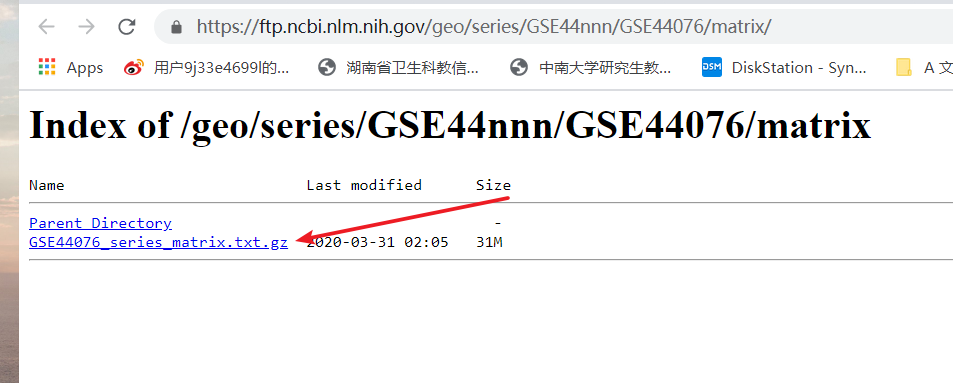 https://ftp.ncbi.nlm.nih.gov/geo/series/GSE44nnn/GSE44076/matrix/
Apps 用户9j33e4699l的... 湖南省卫生科教信... 中南大学研究生教... DSM DiskStation - Syn... A 文
Index of /geo/series/GSE44nnn/GSE44076/matrix
Name Last modified Size
Parent Directory -
GSE44076_series_matrix.txt.gz 2020-03-31 02:05 31M